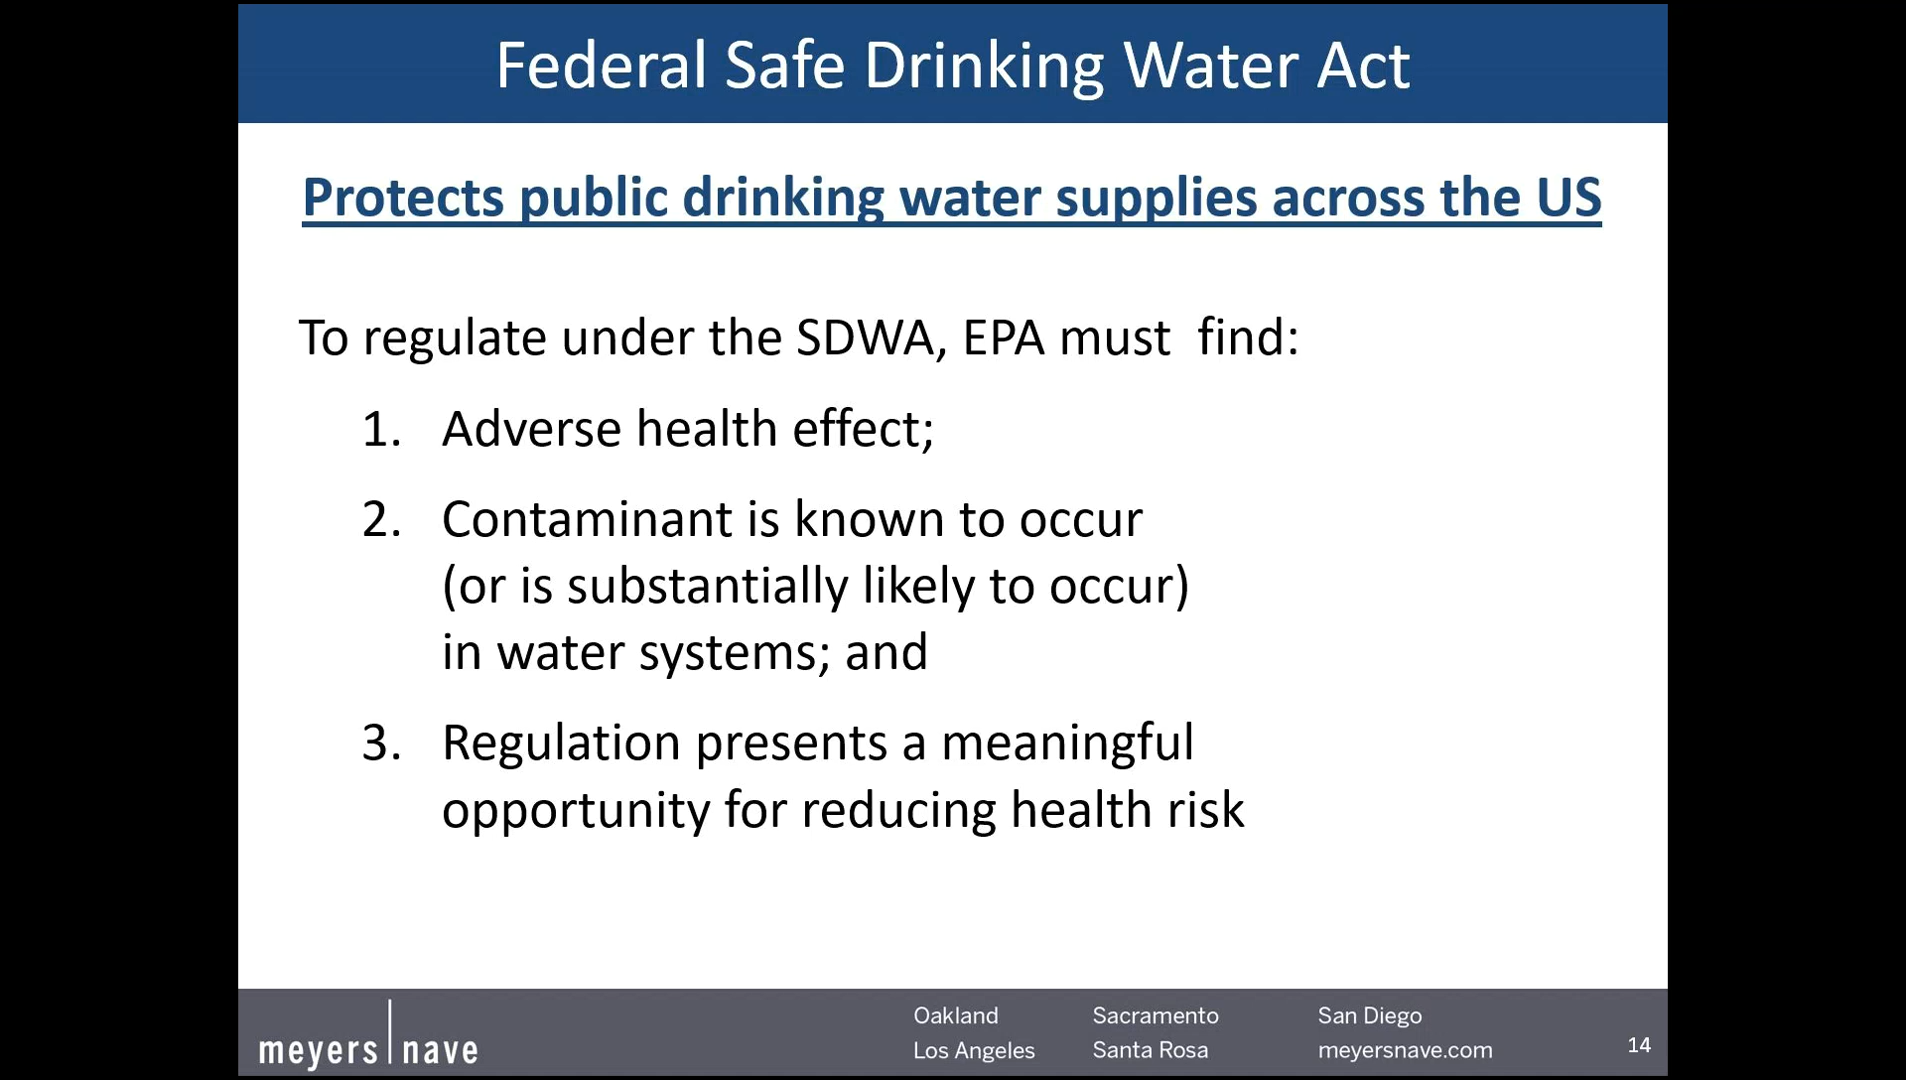 Federal Safe Drinking Water Act
Protects public drinking water supplies across the US
To regulate under the SDWA, EPA must  find:
1. Adverse health effect;
2. Contaminant is known to occur
(or is substantially likely to occur)
in water systems; and
3. Regulation presents a meaningful
opportunity for reducing health risk
meyers nave
Oakland Sacramento San Diego
Los Angeles Santa Rosa meyersnave.com
14